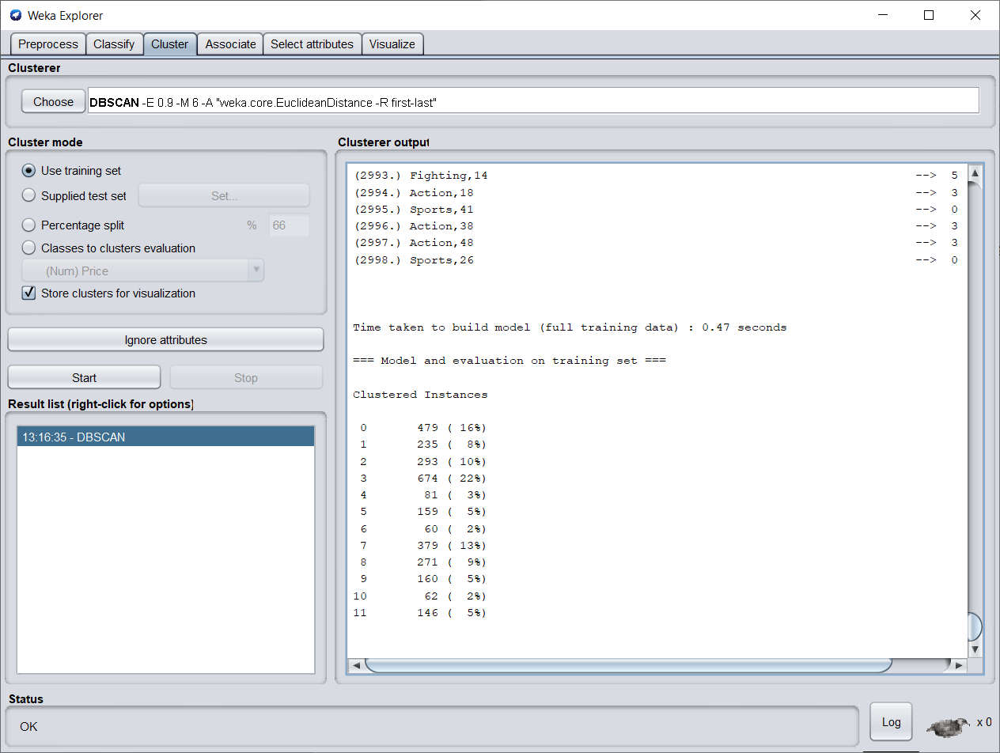 Weka Explorer
Preprocess Classify Cluster Associate Select attributes Visualize
Clusterer
Choose DBSCAN -E 0.9 -M 6 -A "weka.core.EuclideanDistance -R first-last"
Cluster mode
Use training set
Supplied test set Set...
Percentage split % 66
Classes to clusters evaluation
(Num) Price
Store clusters for visualization
Ignore attributes
Start Stop
Result list (right-click for options)
13:16:35 - DBSCAN
Clusterer output
(2993.) Fighting,14 --> 5
(2994.) Action,18 --> 3
(2995.) Sports,41 --> 0
(2996.) Action,38 --> 3
(2997.) Action,48 --> 3
(2998.) Sports,26 --> 0
Time taken to build model (full training data) : 0.47 seconds
=== Model and evaluation on training set ===
Clustered Instances
0 479 ( 16%)
1 235 ( 8%)
2 293 ( 10%)
3 674 ( 22%)
4 81 ( 3%)
5 159 ( 5%)
6 60 ( 2%)
7 379 ( 13%)
8 271 ( 9%)
9 160 ( 5%)
10 62 ( 2%)
11 146 ( 5%)
Status
OK
Log
x 0